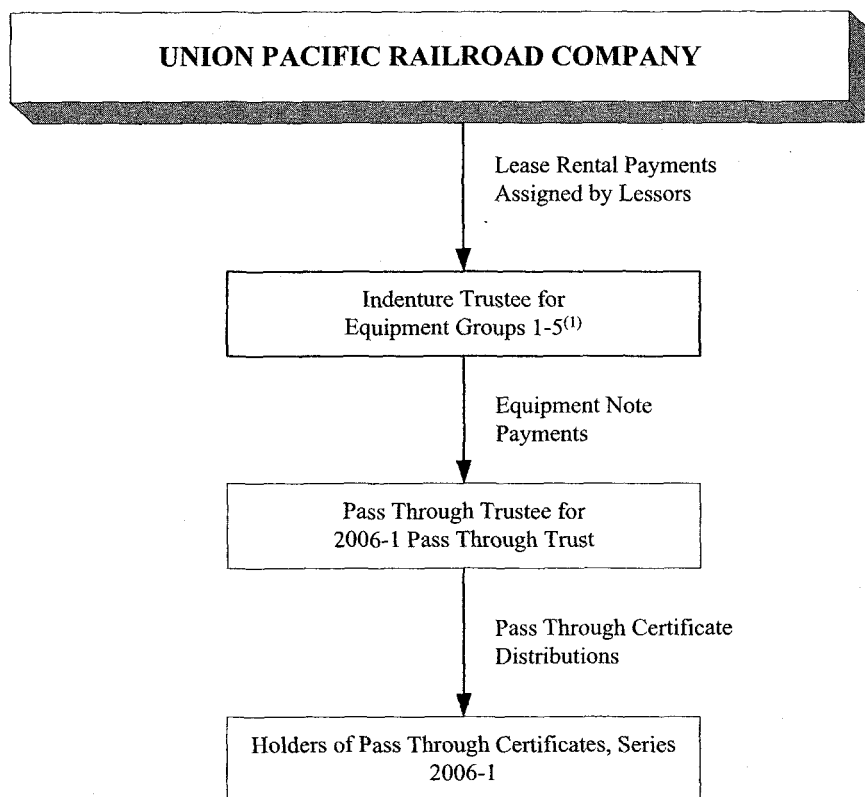 UNION PACIFIC RAILROAD COMPANY
Lease Rental Payments
Assigned by Lessors
Indenture Trustee for
Equipment Groups 1-5(1)
Equipment Note
Payments
Pass Through Trustee for
2006-1 Pass Through Trust
Pass Through Certificate
Distributions
Holders of Pass Through Certificates, Series
2006-1